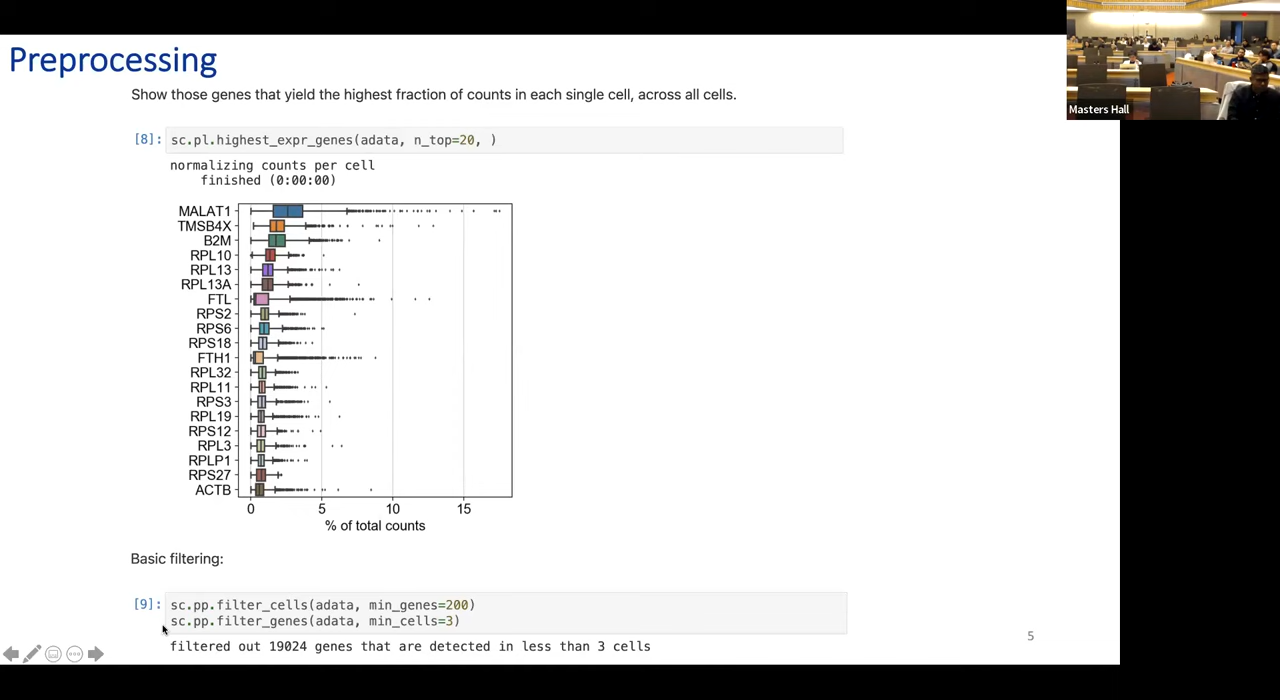 Preprocessing
Show those genes that yield the highest fraction of counts in each single cell, across all cells.
[8]: sc.pl.highest_expr_genes(adata, n_top=20, )
normalizing counts per cell
    finished (0:00:00)
MALAT1
TMSB4X
B2M
RPL10
RPL13
RPL13A
FTL
RPS2
RPS6
RPS18
FTH1
RPL32
RPL11
RPS3
RPL19
RPS12
RPL3
RPLP1
RPS27
ACTB
0 5 10 15
% of total counts
Basic filtering:
[9]: sc.pp.filter_cells(adata, min_genes=200)
sc.pp.filter_genes(adata, min_cells=3)
filtered out 19024 genes that are detected in less than 3 cells
5
Masters Hall